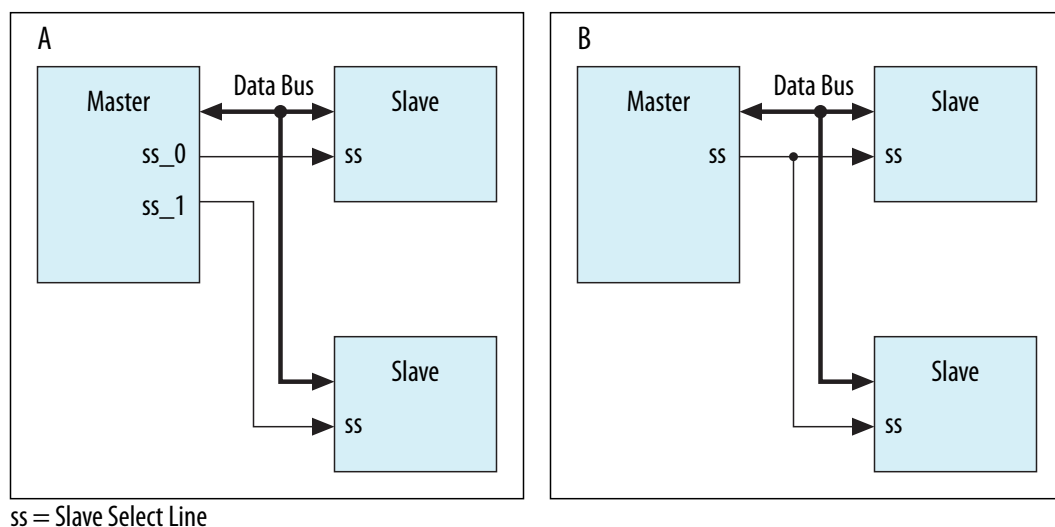 A
Master
Data Bus
Slave
ss_0
ss
ss_1
Slave
ss
B
Master
Data Bus
Slave
ss
ss
Slave
ss
ss = Slave Select Line